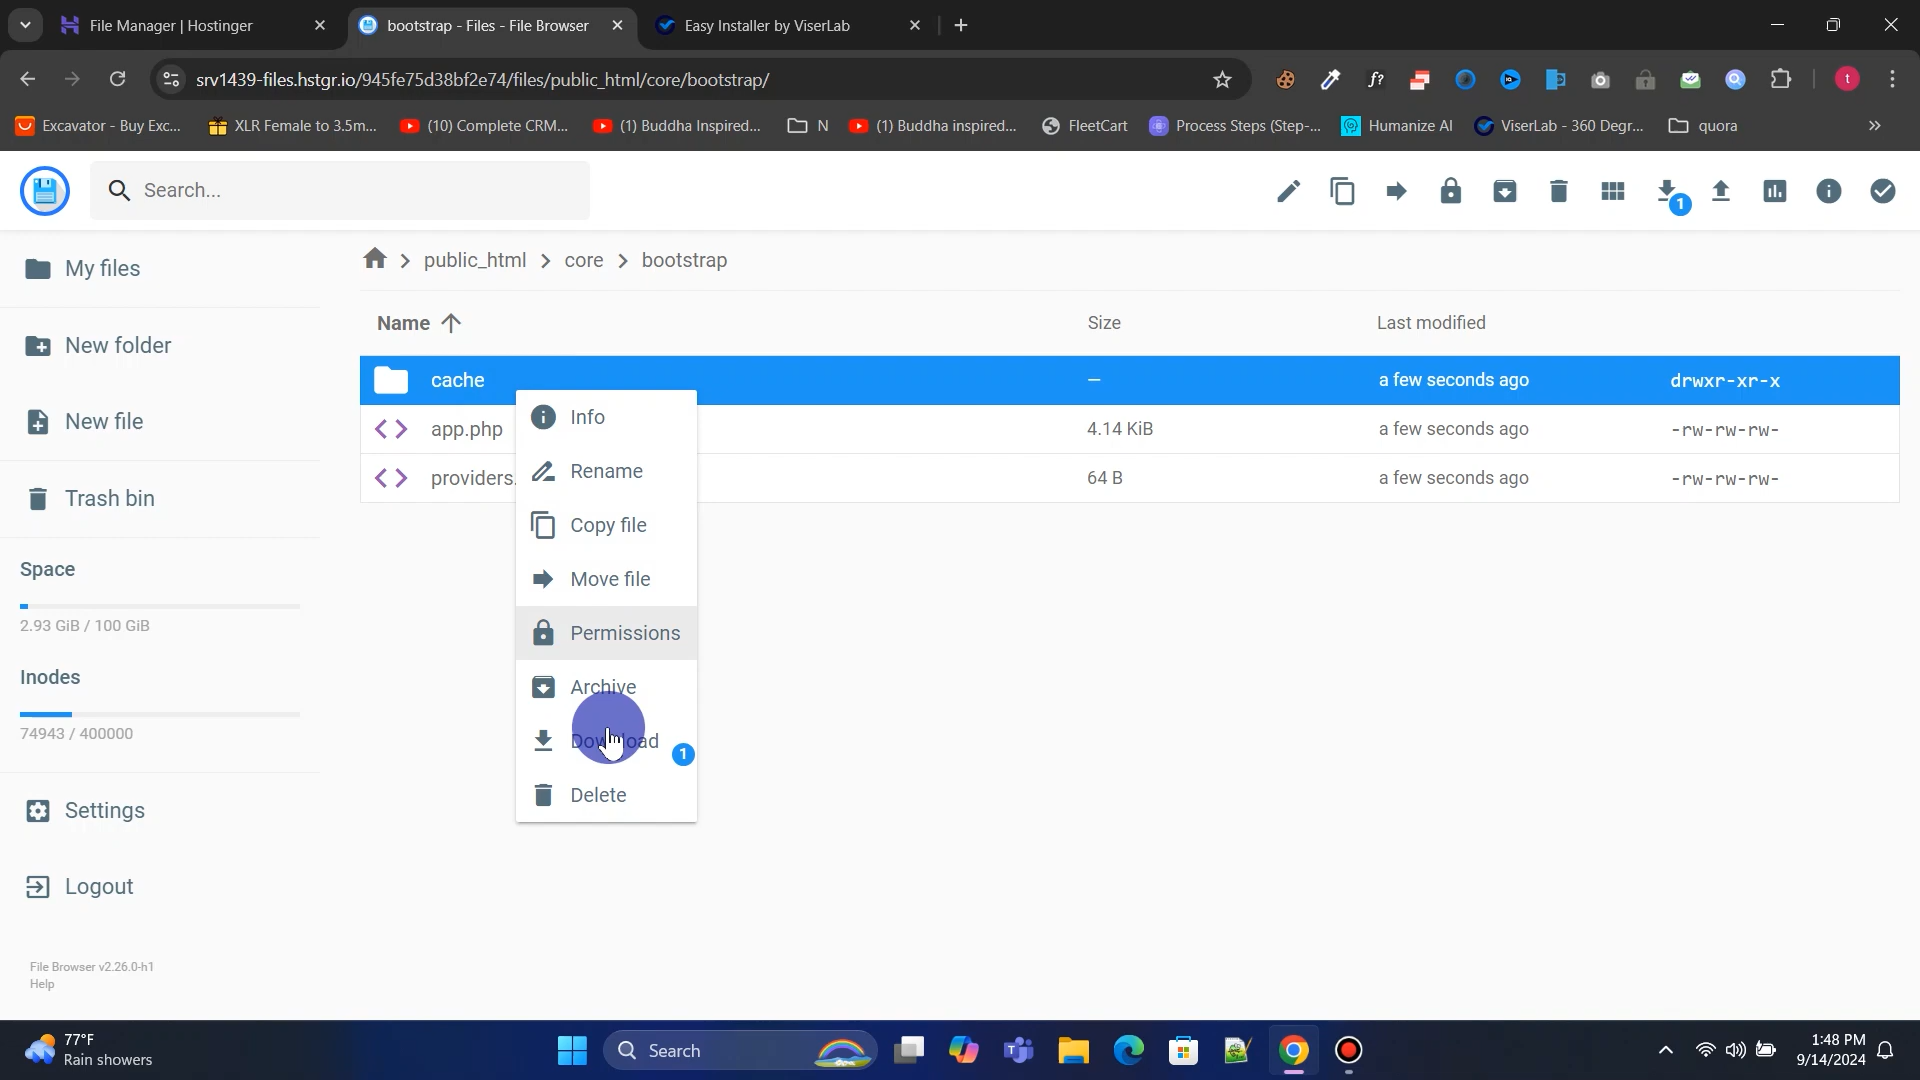 File Manager | Hostinger
bootstrap - Files - File Browser
Easy Installer by ViserLab
srv1439-files.hstgr.io/945fe75d38bf2e74/files/public_html/core/bootstrap/
f?
t
Excavator - Buy Exc...
XLR Female to 3.5m...
(10) Complete CRM...
(1) Buddha Inspired...
N
(1) Buddha inspired...
FleetCart
Process Steps (Step-...
Humanize AI
ViserLab - 360 Degr...
quora
»
Search...
1
My files
New folder
New file
Trash bin
Space
2.93 GiB / 100 GiB
Inodes
74943 / 400000
Settings
Logout
File Browser v2.26.0-h1
Help
public_html > core > bootstrap
Name Size Last modified
cache — a few seconds ago drwxr-xr-x
app.php 4.14 KiB a few seconds ago -rw-rw-rw-
providers. 64 B a few seconds ago -rw-rw-rw-
Info
Rename
Copy file
Move file
Permissions
Archive
Download
1
Delete
77°F
Rain showers
Search
1:48 PM
9/14/2024